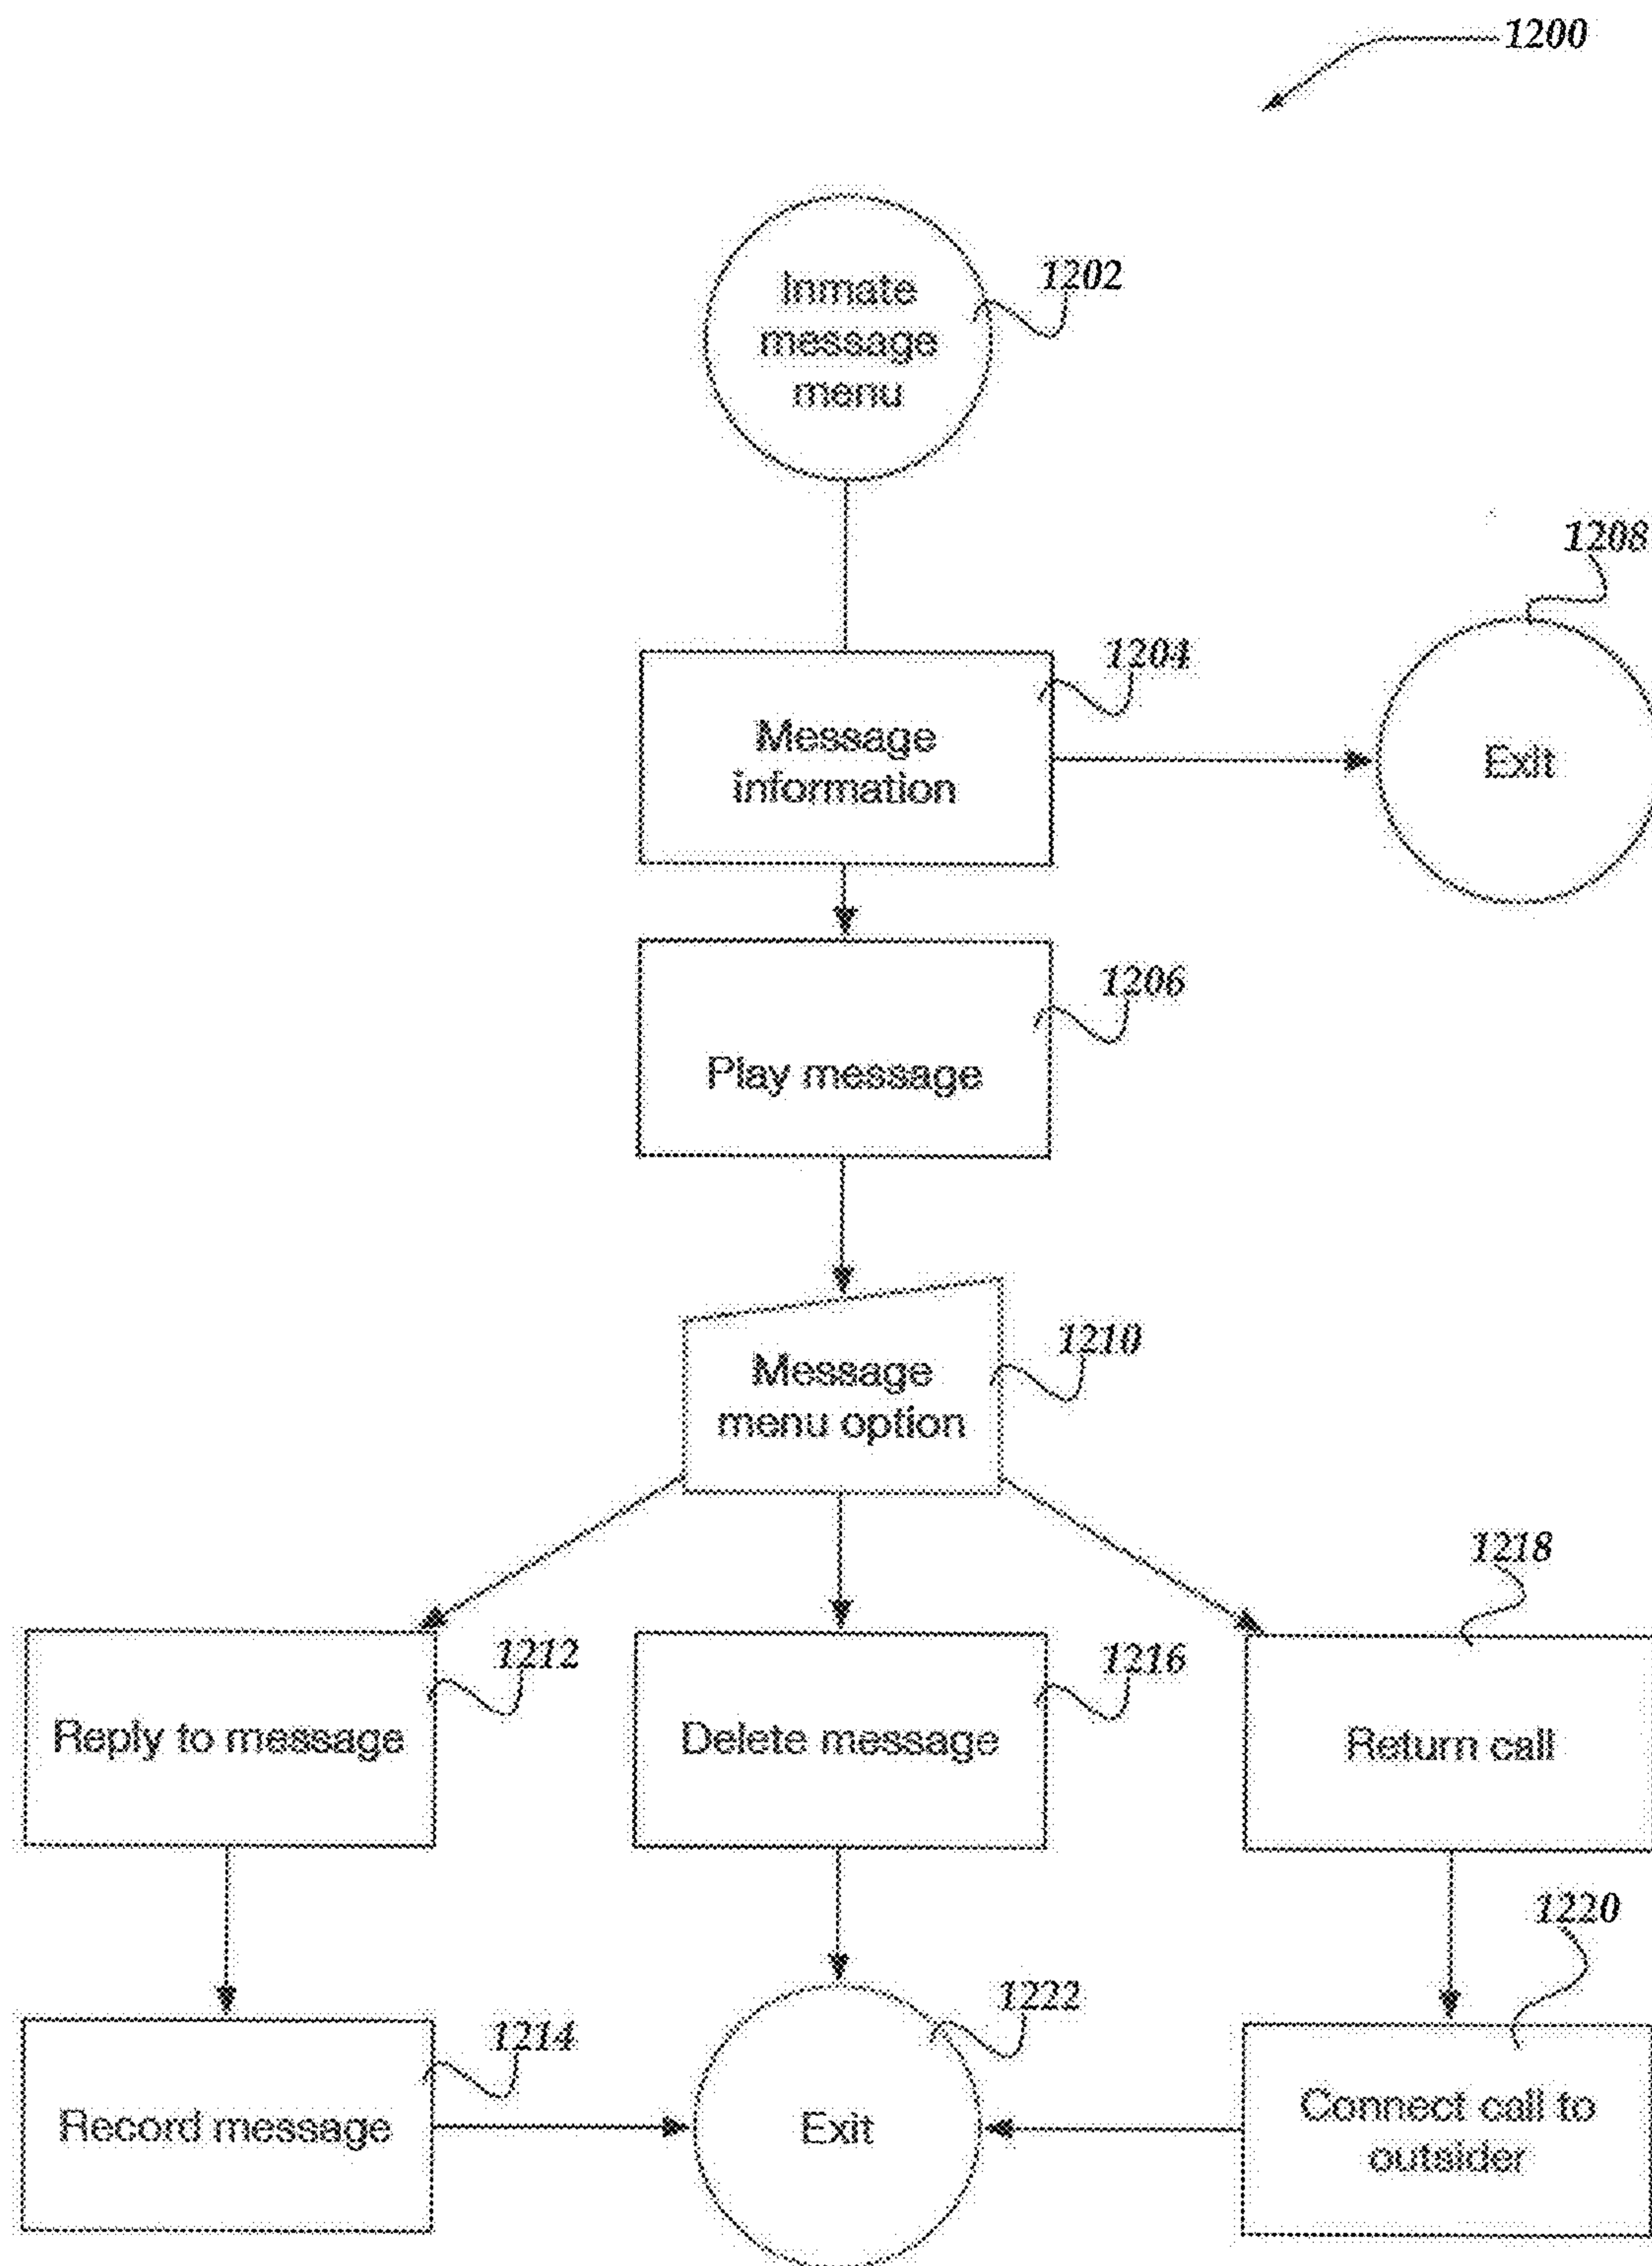 1200
Inmate
message
menu
1202
1208
1204
Message
information
Exit
1206
Play message
1210
Message
menu option
1218
1212
1216
Reply to message
Delete message
Return call
1220
1222
1214
Record message
Exit
Connect call to
outsider